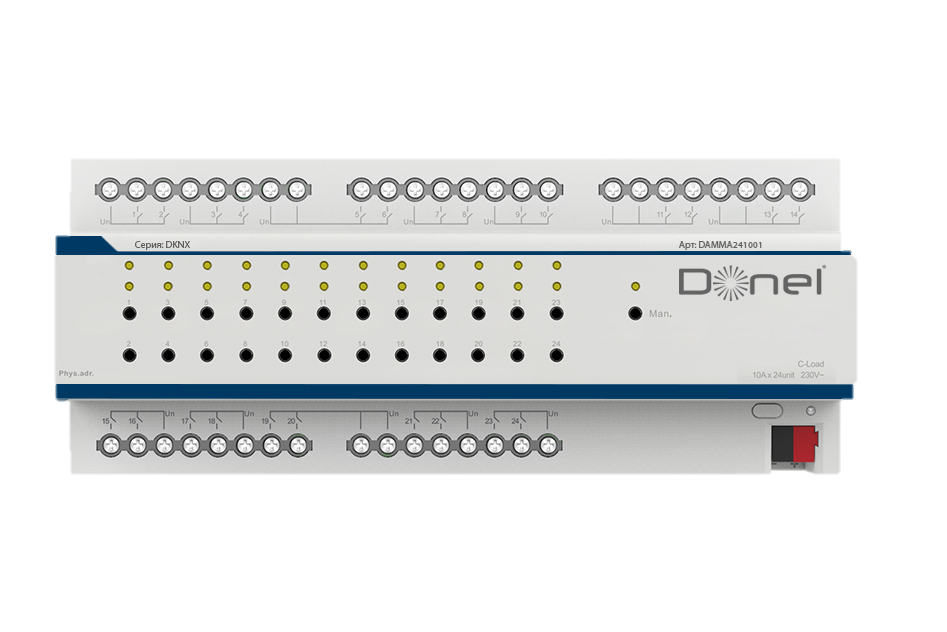 Un 1 2 Un 3 4 Un 5 6 Un 7 8 Un 9 10 Un 11 12 Un 13 14
Серия: DKNX Арт: DAMMA241001
Donel
1 3 5 7 9 11 13 15 17 19 21 23
Man.
2 4 6 8 10 12 14 16 18 20 22 24
C-Load
Phys.adr. 10A x 24unit 230V~
15 16 Un 17 18 Un 19 20 Un 21 22 Un 23 24 Un